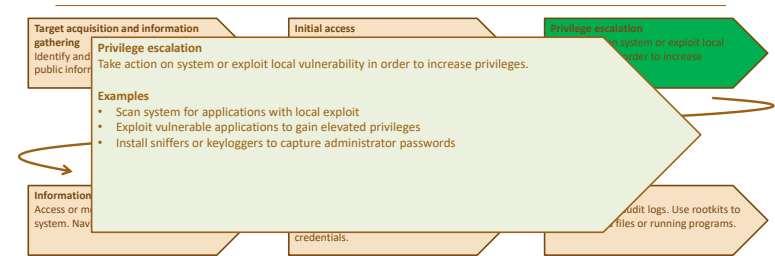 Target acquisition and information
gathering
Identify and
public inform
Initial access
Privilege escalation
on system or exploit local
order to increase
Privilege escalation
Take action on system or exploit local vulnerability in order to increase privileges.
Examples
• Scan system for applications with local exploit
• Exploit vulnerable applications to gain elevated privileges
• Install sniffers or keyloggers to capture administrator passwords
Information
Access or m
system. Nav
credentials.
udit logs. Use rootkits to
files or running programs.